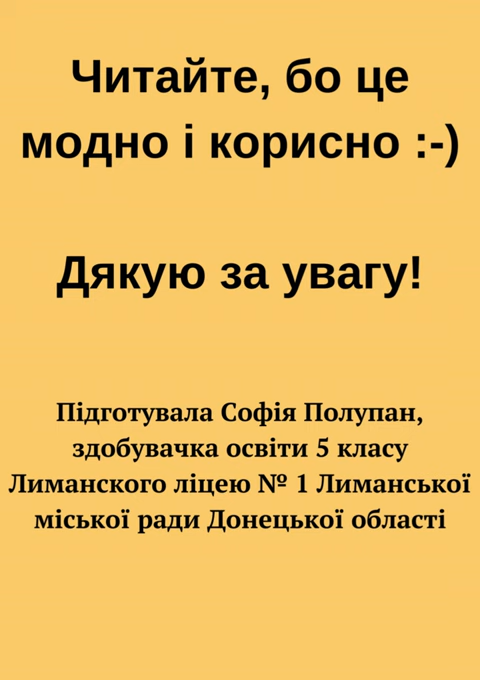 Читайте, бо це
модно і корисно :-)
Дякую за увагу!
Підготувала Софія Полупан,
здобувачка освіти 5 класу
Лиманского ліцею № 1 Лиманської
міської ради Донецької області